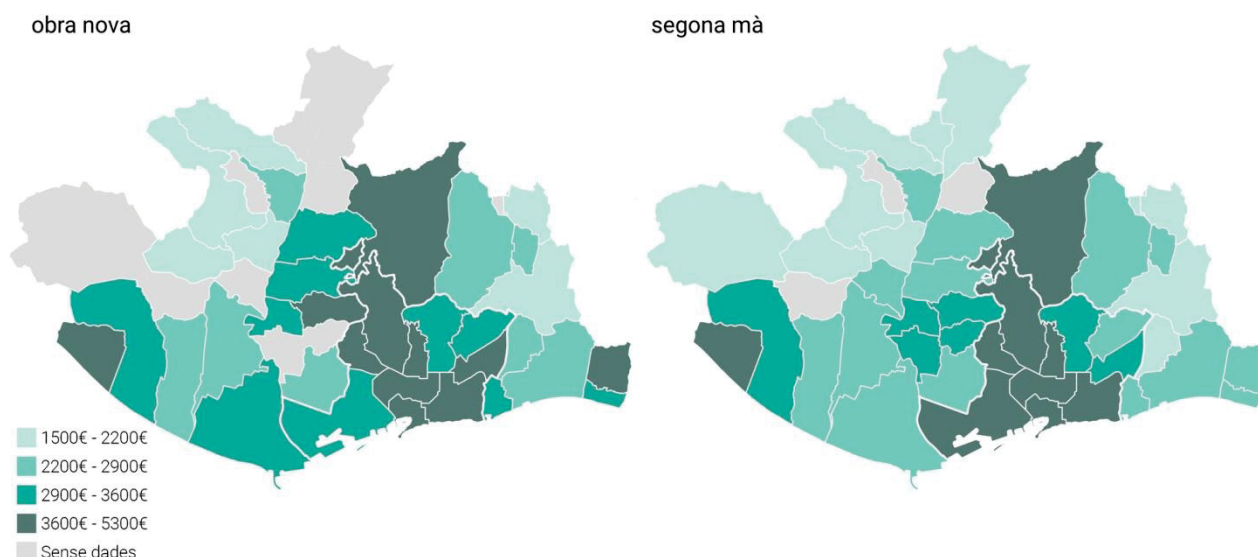 obra nova
segona mà
1500€ - 2200€
2200€ - 2900€
2900€ - 3600€
3600€ - 5300€
Sense dades